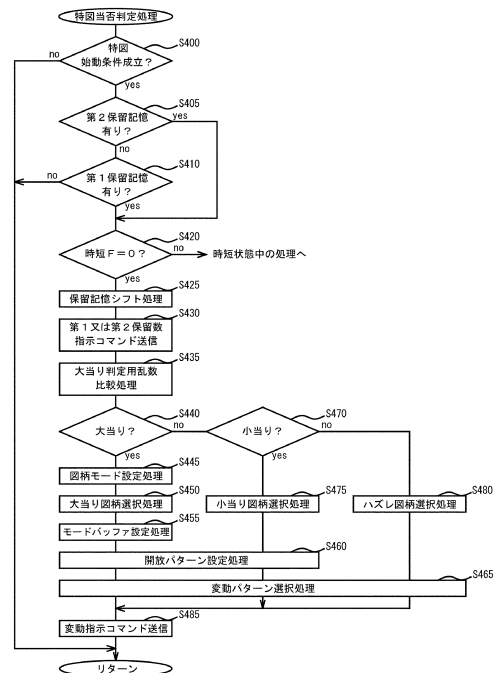 特図当否判定処理
S400
特図
始動条件成立？
no
yes
S405
第２保留記憶
有り？
yes
no
S410
第１保留記憶
有り？
no
yes
S420
時短Ｆ＝０？
no
時短状態中の処理へ
yes
S425
保留記憶シフト処理
S430
第１又は第２保留数
指示コマンド送信
S435
大当り判定用乱数
比較処理
S440
大当り？
no
yes
S470
小当り？
no
yes
S445
図柄モード設定処理
S450
大当り図柄選択処理
S475
小当り図柄選択処理
S480
ハズレ図柄選択処理
S455
モードバッファ設定処理
S460
開放パターン設定処理
S465
変動パターン選択処理
S485
変動指示コマンド送信
リターン